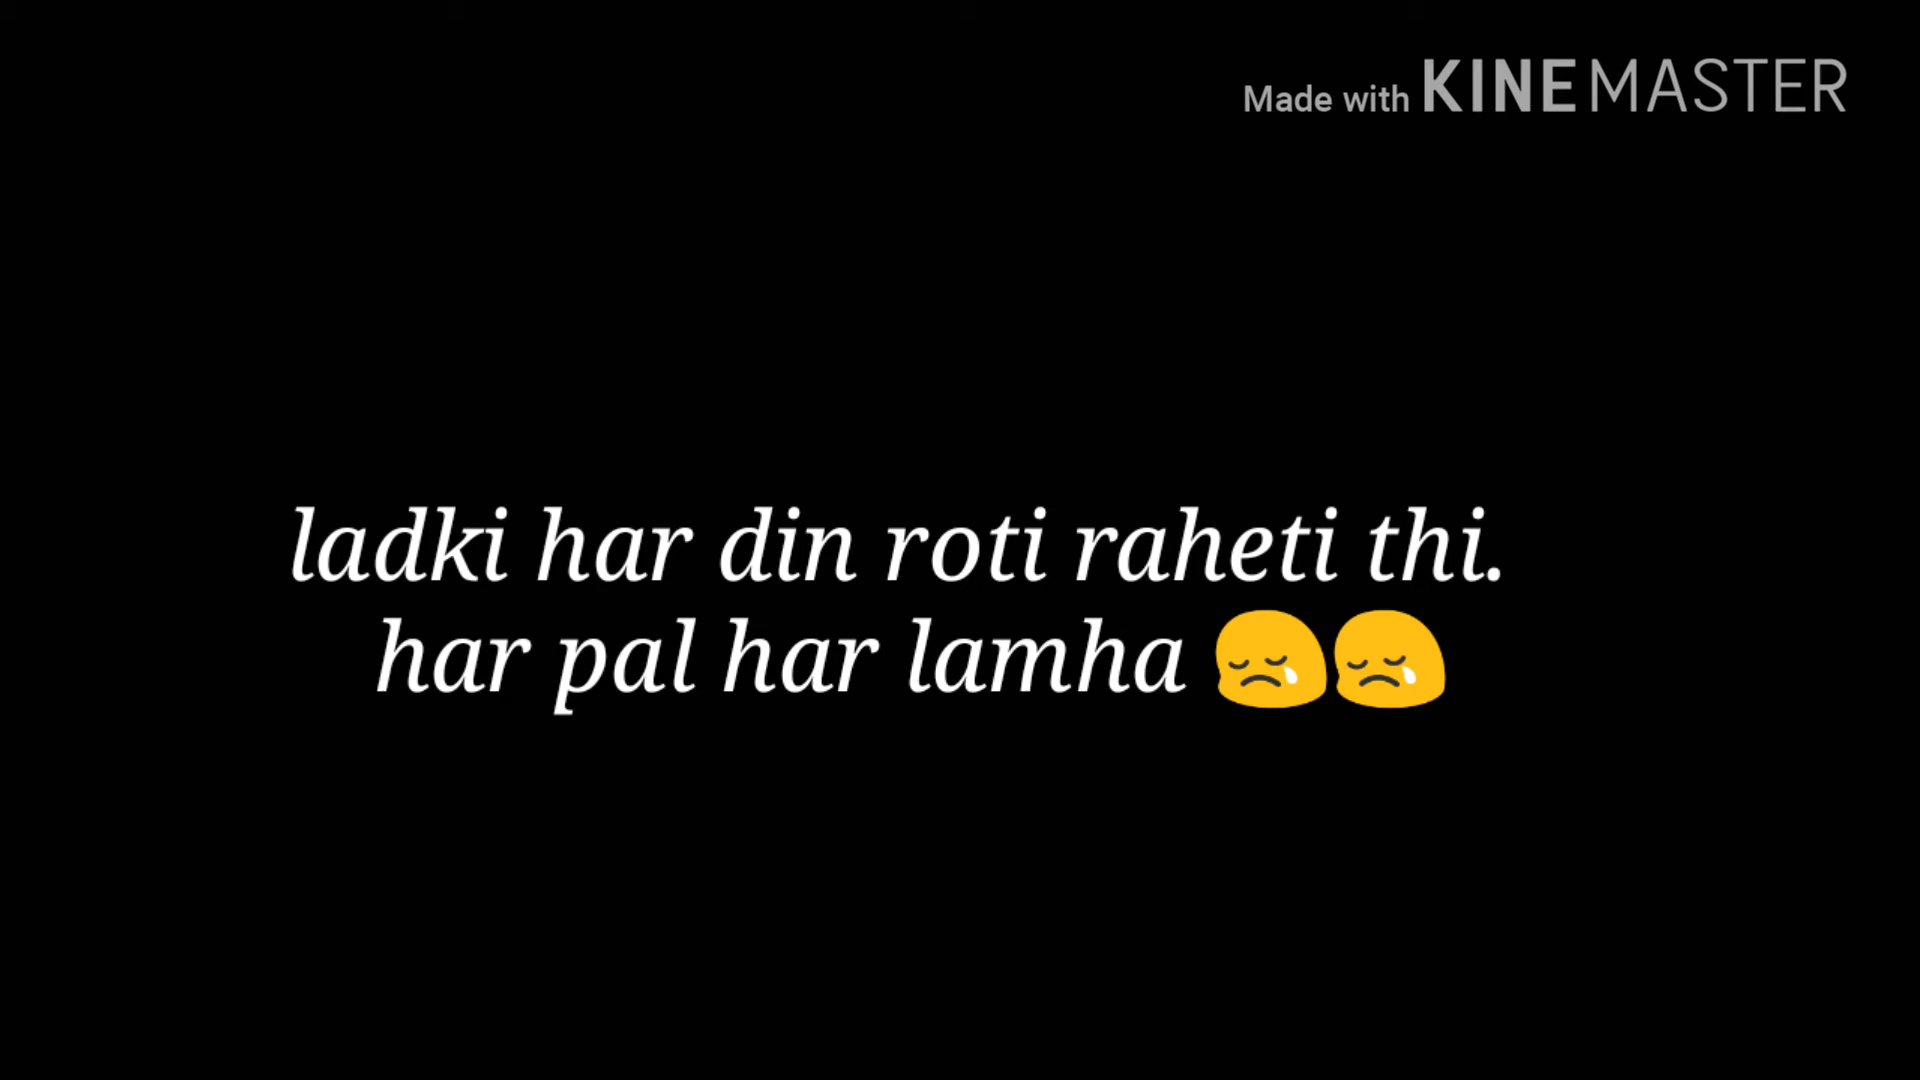 Made with KINEMASTER
ladki har din roti raheti thi.
har pal har lamha 😢😢